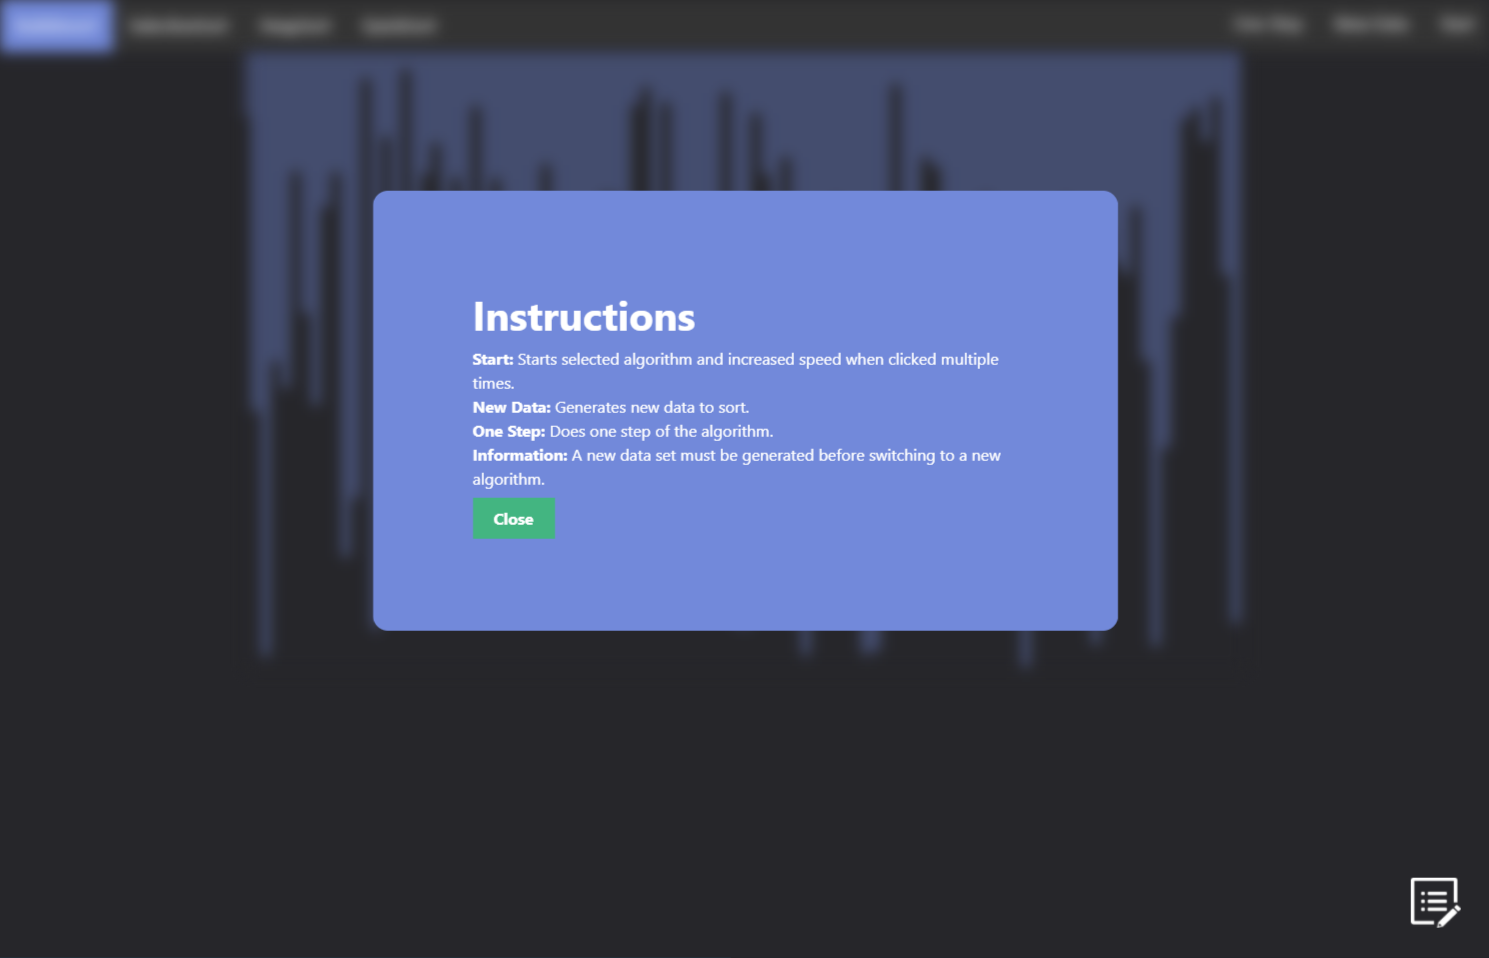 Instructions
Start: Starts selected algorithm and increased speed when clicked multiple
times.
New Data: Generates new data to sort.
One Step: Does one step of the algorithm.
Information: A new data set must be generated before switching to a new
algorithm.
Close